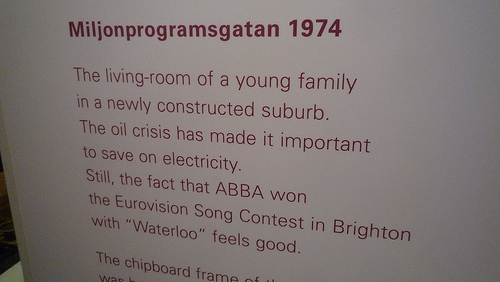 Miljonprogramsgatan 1974
The living-room of a young family
in a newly constructed suburb.
The oil crisis has made it important
to save on electricity.
Still, the fact that ABBA won
the Eurovision Song Contest in Brighton
with "Waterloo" feels good.
The chipboard frame of
was